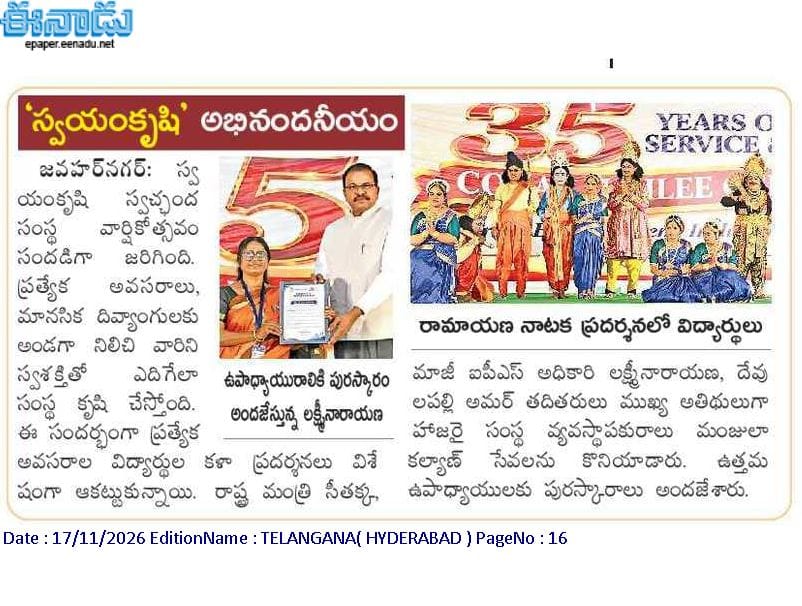 ఈనాడు
epaper.eenadu.net
‘స్వయంకృషి’ అభినందనీయం
జవహర్‌నగర్: స్వ
యంకృషి స్వచ్ఛంద
సంస్థ వార్షికోత్సవం
సందడిగా జరిగింది.
ప్రత్యేక అవసరాలు,
మానసిక దివ్యాంగులకు
అండగా నిలిచి వారిని
స్వశక్తితో ఎదిగేలా
సంస్థ కృషి చేస్తోంది.
ఈ సందర్భంగా ప్రత్యేక
అవసరాల విద్యార్థుల కళా ప్రదర్శనలు విశే
షంగా ఆకట్టుకున్నాయి. రాష్ట్ర మంత్రి సీతక్క,
5
ఉపాధ్యాయురాలికి పురస్కారం
అందజేస్తున్న లక్ష్మీనారాయణ
35
YEARS O
SERVICE &
రామాయణ నాటక ప్రదర్శనలో విద్యార్థులు
మాజీ ఐపీఎస్ అధికారి లక్ష్మీనారాయణ, దేవు
లపల్లి అమర్ తదితరులు ముఖ్య అతిథులుగా
హాజరై సంస్థ వ్యవస్థాపకురాలు మంజులా
కల్యాణ్ సేవలను కొనియాడారు. ఉత్తమ
ఉపాధ్యాయులకు పురస్కారాలు అందజేశారు.
Date : 17/11/2026 EditionName : TELANGANA( HYDERABAD ) PageNo : 16